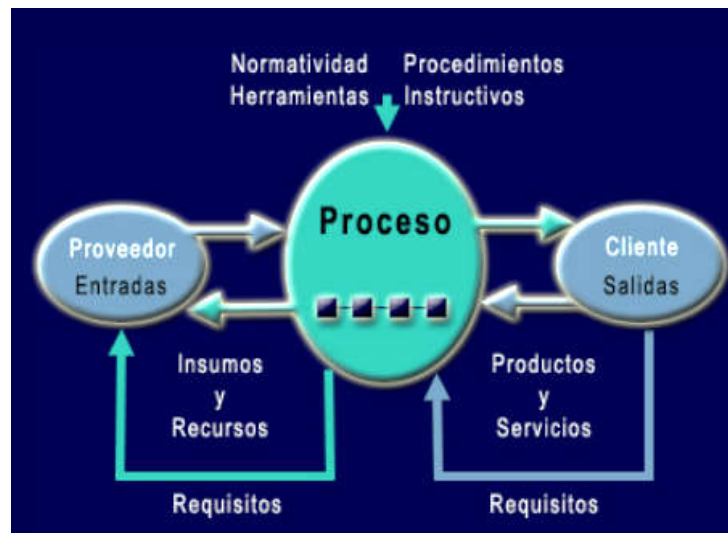 Normatividad Procedimientos
Herramientas Instructivos
Proceso
Proveedor
Entradas
Cliente
Salidas
Insumos
y
Recursos
Productos
y
Servicios
Requisitos
Requisitos